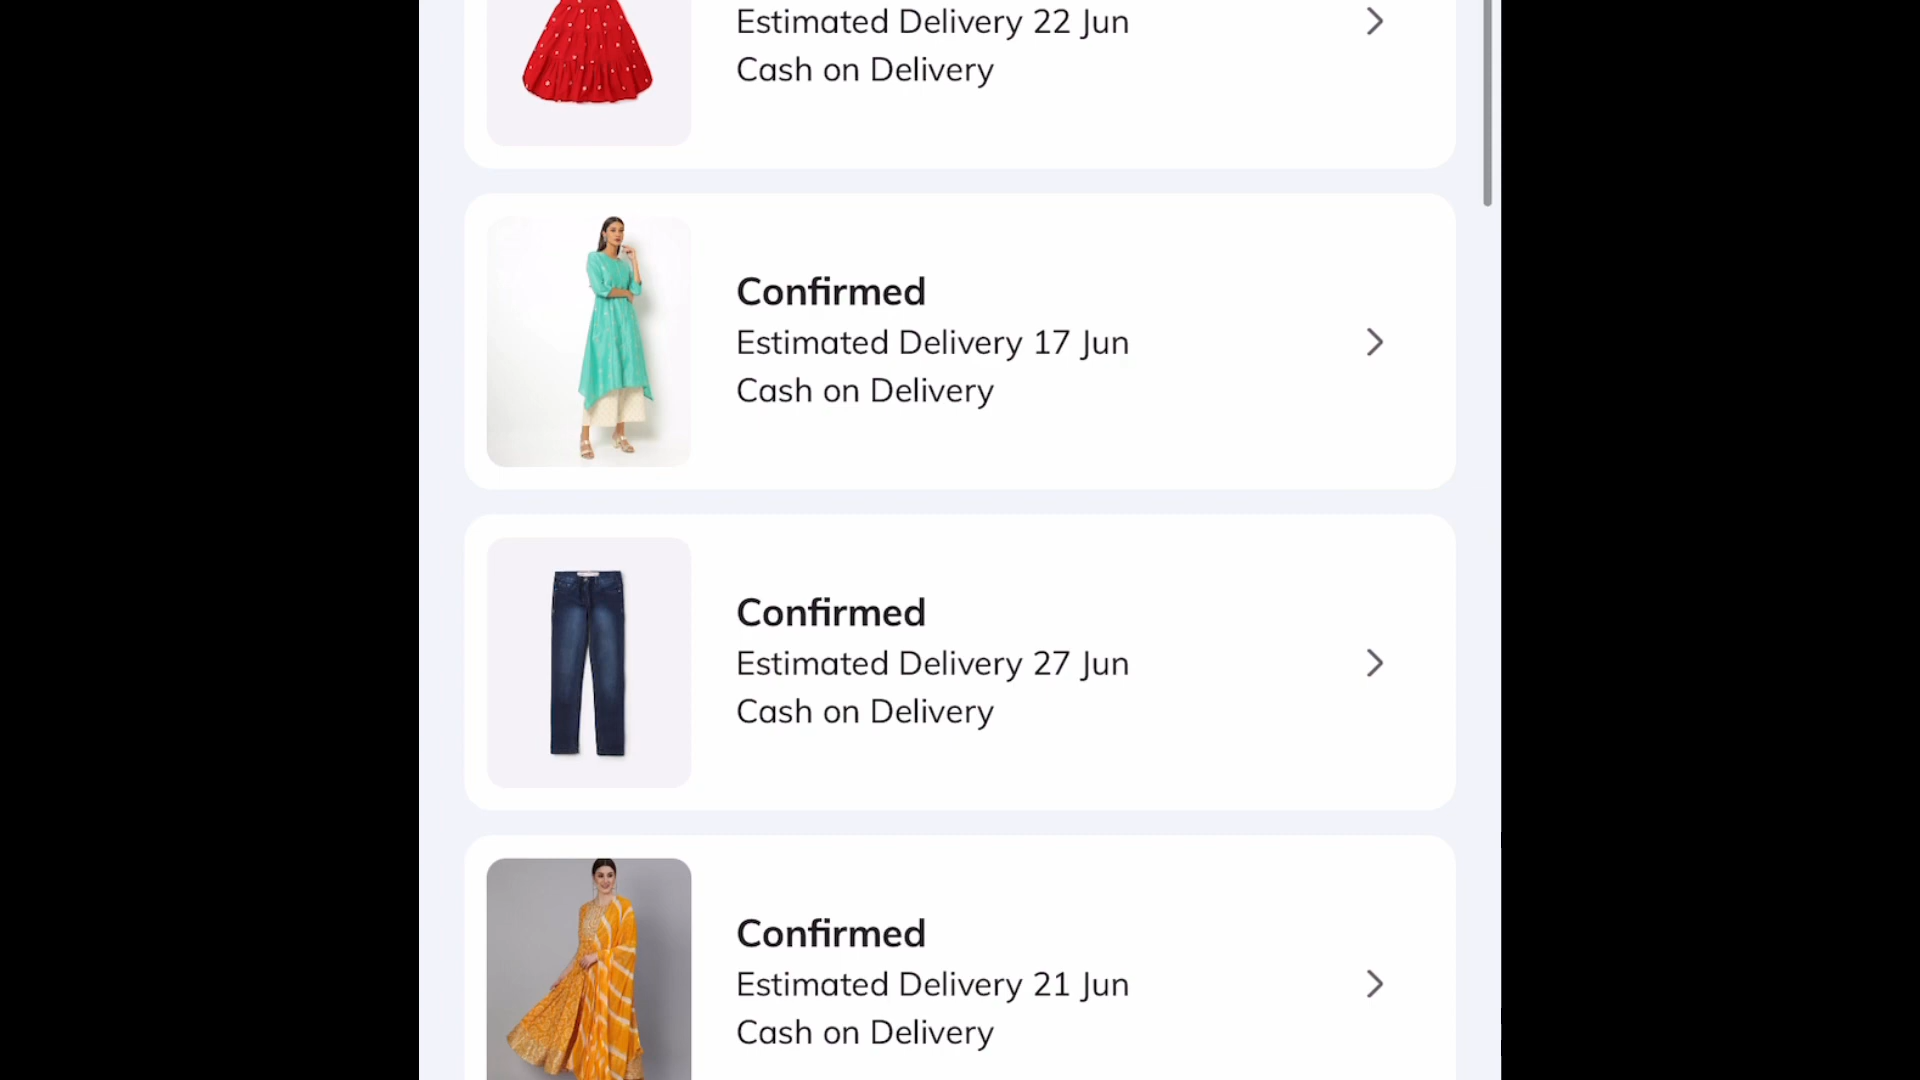 Estimated Delivery 22 Jun
Cash on Delivery
Confirmed
Estimated Delivery 17 Jun
Cash on Delivery
Confirmed
Estimated Delivery 27 Jun
Cash on Delivery
Confirmed
Estimated Delivery 21 Jun
Cash on Delivery